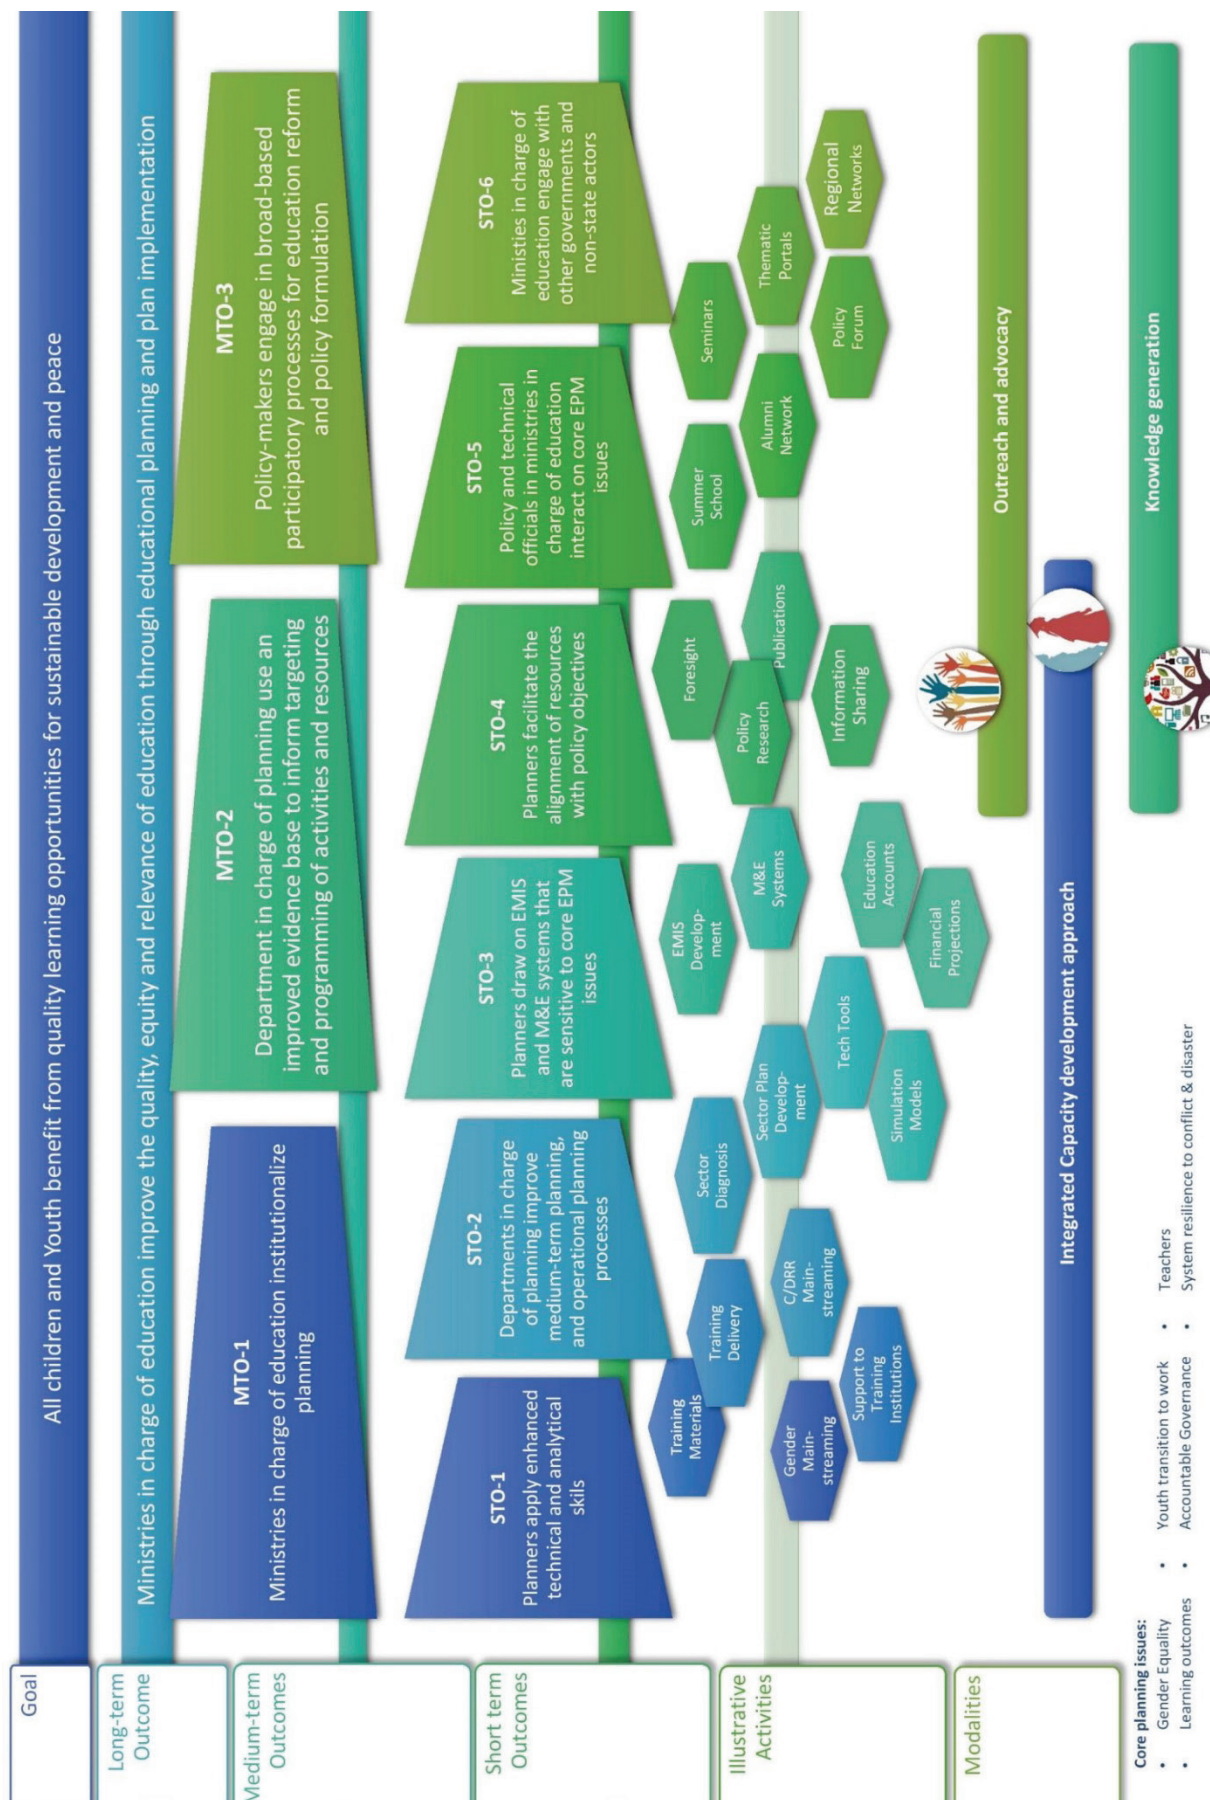 Goal
All children and Youth benefit from quality learning opportunities for sustainable development and peace
Long-term
Outcome
Ministries in charge of education improve the quality, equity and relevance of education through educational planning and plan implementation
Medium-term
Outcomes
MTO-1
Ministries in charge of education institutionalize
planning
MTO-2
Department in charge of planning use an
improved evidence base to inform targeting
and programming of activities and resources
MTO-3
Policy-makers engage in broad-based
participatory processes for education reform
and policy formulation
Short term
Outcomes
STO-1
Planners apply enhanced
technical and analytical
skils
STO-2
Departments in charge
of planning improve
medium-term planning,
and operational planning
processes
STO-3
Planners draw on EMIS
and M&E systems that
are sensitive to core EPM
issues
STO-4
Planners facilitate the
alignment of resources
with policy objectives
STO-5
Policy and technical
officials in ministries in
charge of education
interact on core EPM
issues
STO-6
Ministies in charge of
education engage with
other governments and
non-state actors
Illustrative
Activities
Training
Materials
Training
Delivery
Gender
Main-
streaming
Support to
Training
Institutions
C/DRR
Main-
streaming
Sector
Diagnosis
Sector Plan
Develop-
ment
Simulation
Models
Tech Tools
EMIS
Develop-
ment
M&E
Systems
Education
Accounts
Financial
Projections
Foresight
Policy
Research
Publications
Information
Sharing
Summer
School
Alumni
Network
Seminars
Thematic
Portals
Policy
Forum
Regional
Networks
Modalities
Outreach and advocacy
Integrated Capacity development approach
Knowledge generation
Core planning issues:
• Gender Equality
• Learning outcomes
• Youth transition to work
• Accountable Governance
• Teachers
• System resilience to conflict & disaster